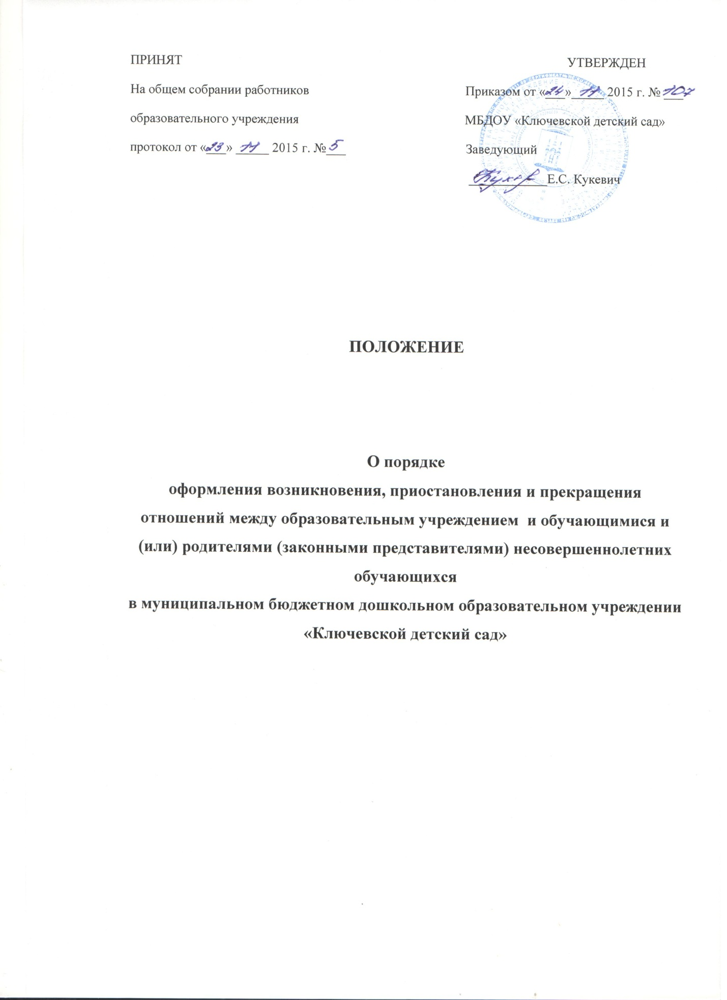 ПРИНЯТ
На общем собрании работников
образовательного учреждения
протокол от «23» 11 2015 г. №5
УТВЕРЖДЕН
Приказом от «24» 11 2015 г. № 107
МБДОУ «Ключевской детский сад»
Заведующий
Е.С. Кукевич
ПОЛОЖЕНИЕ
О порядке
оформления возникновения, приостановления и прекращения
отношений между образовательным учреждением и обучающимися и
(или) родителями (законными представителями) несовершеннолетних
обучающихся
в муниципальном бюджетном дошкольном образовательном учреждении
«Ключевской детский сад»